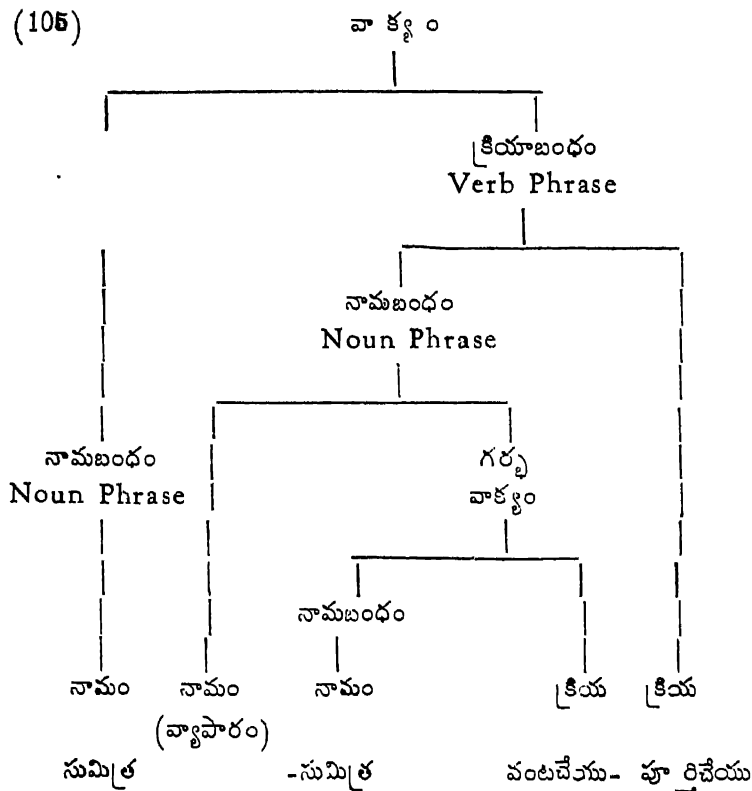 (105) వాక్యం
క్రియాబంధం
Verb Phrase
నామబంధం
Noun Phrase
నామబంధం గర్భ
Noun Phrase వాక్యం
నామబంధం
నామం నామం నామం క్రియ క్రియ
(వ్యాపారం)
సుమిత్ర -సుమిత్ర వంటచేయు- పూర్తిచేయు